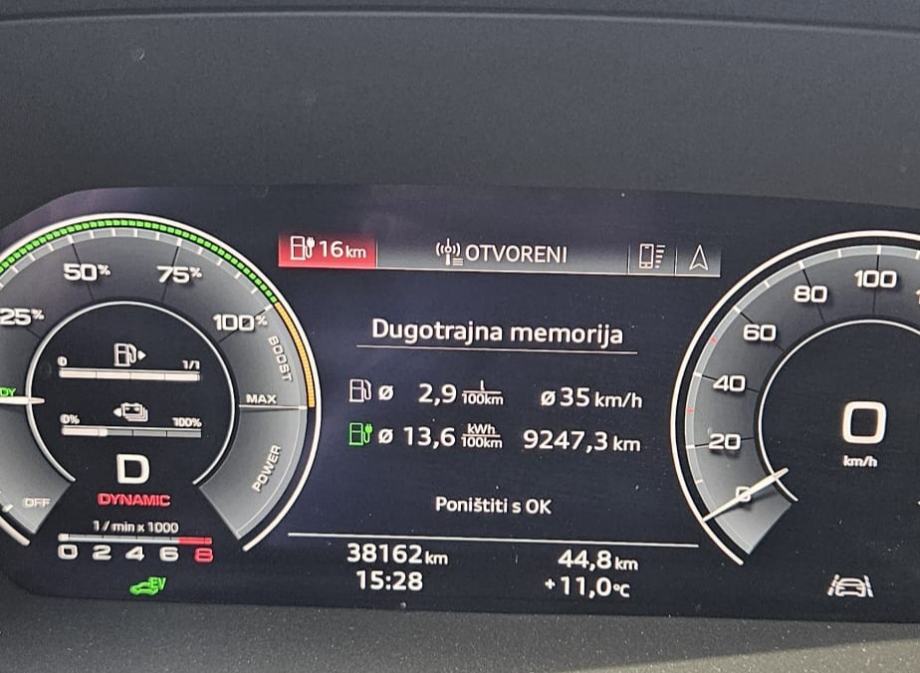 16 km
OTVORENI
50%
75%
25%
100%
BOOST
MAX
POWER
OFF
DY
0
1/1
0%
100%
D
DYNAMIC
1/min x 1000
0 2 4 6 8
EV
Dugotrajna memorija
ø 2,9 l/100km ø 35 km/h
ø 13,6 kWh/100km 9247,3 km
Poništiti s OK
38162 km 44,8 km
15:28 +11,0 °C
100
80
60
40
20
0
0
km/h